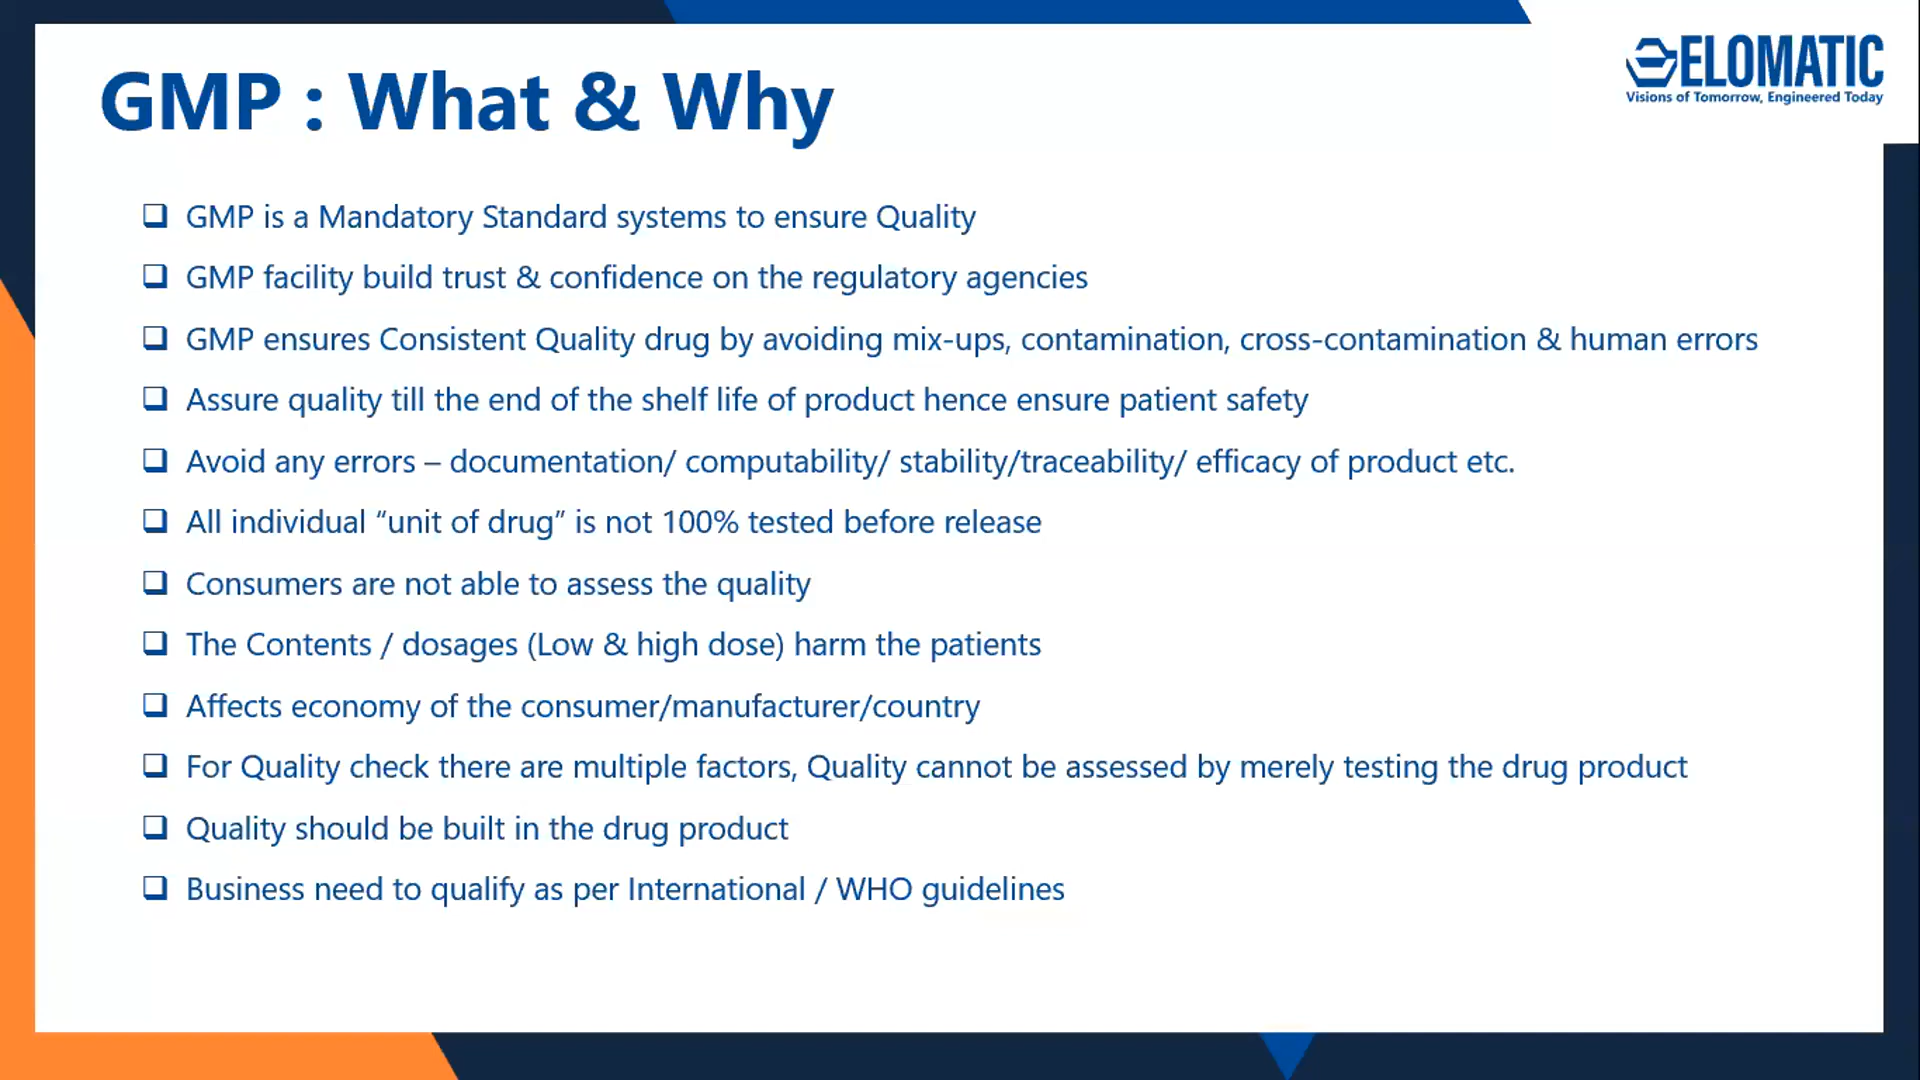 ELOMATIC
Visions of Tomorrow, Engineered Today
GMP : What & Why
GMP is a Mandatory Standard systems to ensure Quality
GMP facility build trust & confidence on the regulatory agencies
GMP ensures Consistent Quality drug by avoiding mix-ups, contamination, cross-contamination & human errors
Assure quality till the end of the shelf life of product hence ensure patient safety
Avoid any errors – documentation/ computability/ stability/traceability/ efficacy of product etc.
All individual “unit of drug” is not 100% tested before release
Consumers are not able to assess the quality
The Contents / dosages (Low & high dose) harm the patients
Affects economy of the consumer/manufacturer/country
For Quality check there are multiple factors, Quality cannot be assessed by merely testing the drug product
Quality should be built in the drug product
Business need to qualify as per International / WHO guidelines